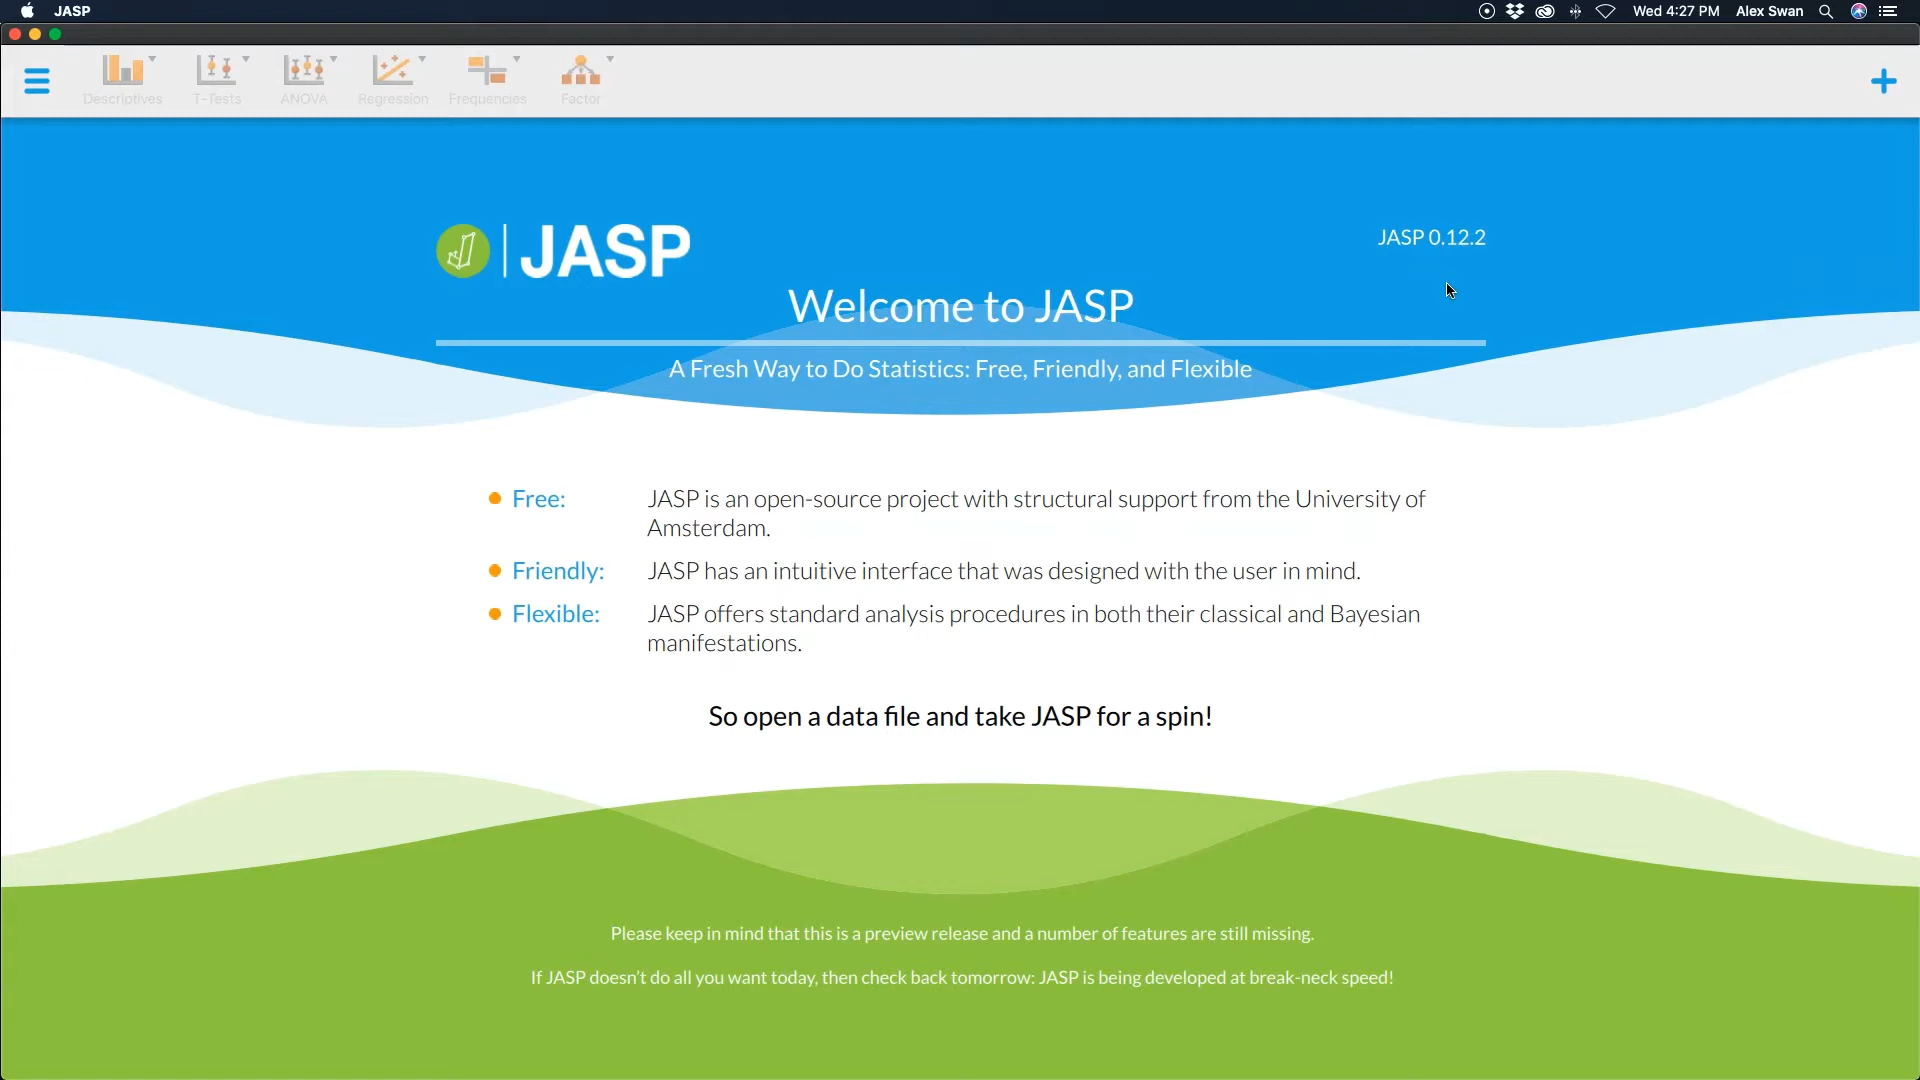 JASP
Wed 4:27 PM
Alex Swan
Descriptives
T-Tests
ANOVA
Regression
Frequencies
Factor
JASP
JASP 0.12.2
Welcome to JASP
A Fresh Way to Do Statistics: Free, Friendly, and Flexible
Free:
JASP is an open-source project with structural support from the University of
Amsterdam.
Friendly:
JASP has an intuitive interface that was designed with the user in mind.
Flexible:
JASP offers standard analysis procedures in both their classical and Bayesian
manifestations.
So open a data file and take JASP for a spin!
Please keep in mind that this is a preview release and a number of features are still missing.
If JASP doesn't do all you want today, then check back tomorrow: JASP is being developed at break-neck speed!